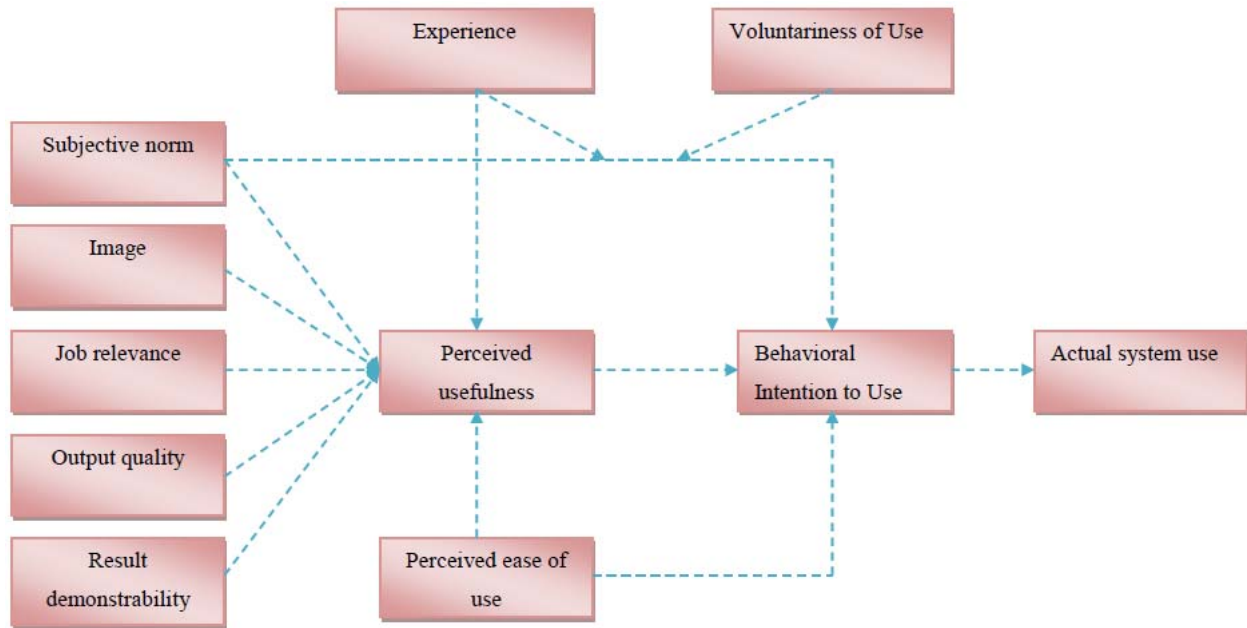 Experience
Voluntariness of Use
Subjective norm
Image
Job relevance
Perceived
usefulness
Behavioral
Intention to Use
Actual system use
Output quality
Result
demonstrability
Perceived ease of
use